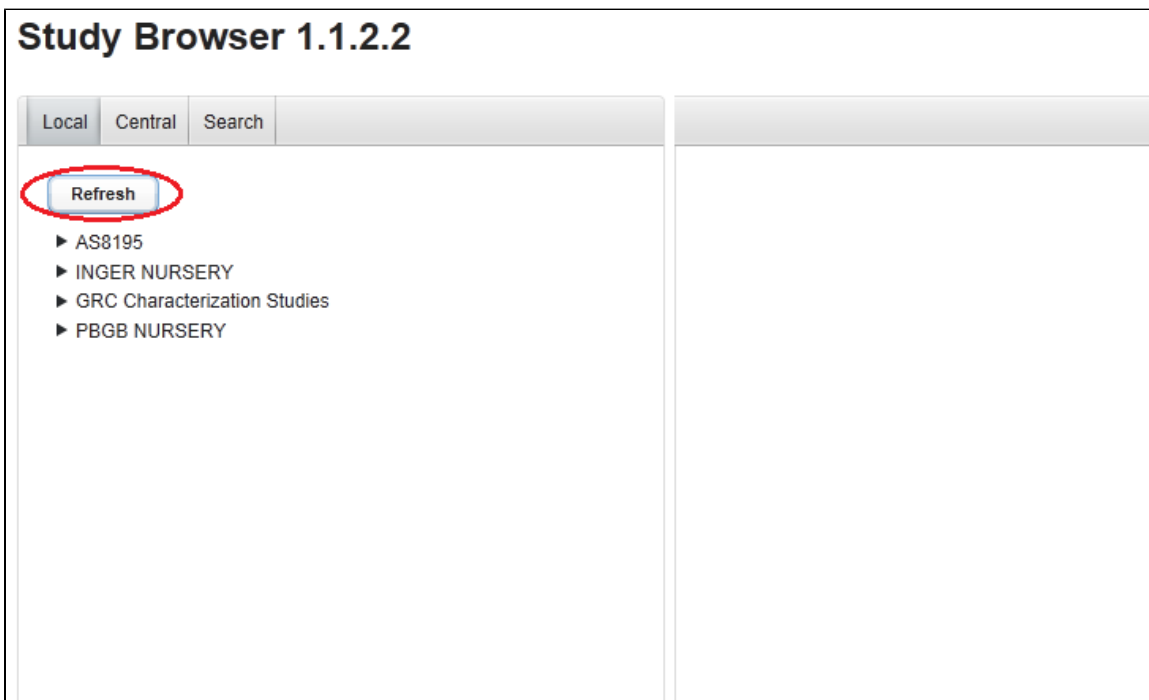 Study Browser 1.1.2.2
Local Central Search
Refresh
AS8195
INGER NURSERY
GRC Characterization Studies
PBGB NURSERY